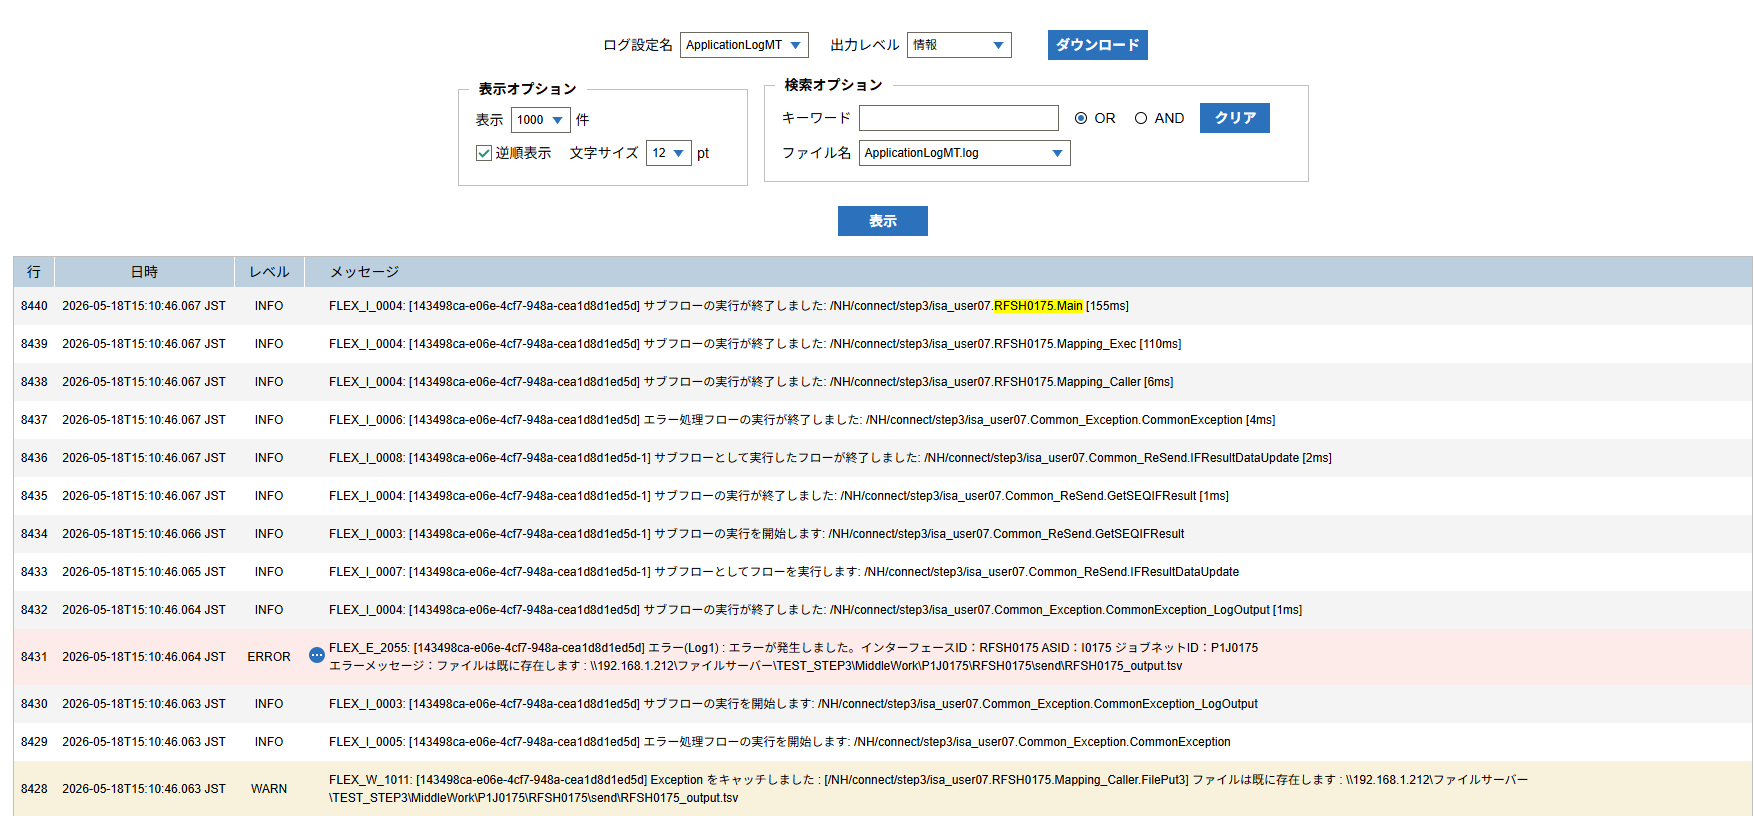 ログ設定名 ApplicationLogMT 出力レベル 情報 ダウンロード
表示オプション
表示 1000 件
逆順表示 文字サイズ 12 pt
検索オプション
キーワード OR AND クリア
ファイル名 ApplicationLogMT.log
表示
行 日時 レベル メッセージ
8440 2026-05-18T15:10:46.067 JST INFO FLEX_I_0004: [143498ca-e06e-4cf7-948a-cea1d8d1ed5d] サブフローの実行が終了しました: /NH/connect/step3/isa_user07.RFSH0175.Main [155ms]
8439 2026-05-18T15:10:46.067 JST INFO FLEX_I_0004: [143498ca-e06e-4cf7-948a-cea1d8d1ed5d] サブフローの実行が終了しました: /NH/connect/step3/isa_user07.RFSH0175.Mapping_Exec [110ms]
8438 2026-05-18T15:10:46.067 JST INFO FLEX_I_0004: [143498ca-e06e-4cf7-948a-cea1d8d1ed5d] サブフローの実行が終了しました: /NH/connect/step3/isa_user07.RFSH0175.Mapping_Caller [6ms]
8437 2026-05-18T15:10:46.067 JST INFO FLEX_I_0006: [143498ca-e06e-4cf7-948a-cea1d8d1ed5d] エラー処理フローの実行が終了しました: /NH/connect/step3/isa_user07.Common_Exception.CommonException [4ms]
8436 2026-05-18T15:10:46.067 JST INFO FLEX_I_0008: [143498ca-e06e-4cf7-948a-cea1d8d1ed5d-1] サブフローとして実行したフローが終了しました: /NH/connect/step3/isa_user07.Common_ReSend.IFResultDataUpdate [2ms]
8435 2026-05-18T15:10:46.067 JST INFO FLEX_I_0004: [143498ca-e06e-4cf7-948a-cea1d8d1ed5d-1] サブフローの実行が終了しました: /NH/connect/step3/isa_user07.Common_ReSend.GetSEQIFResult [1ms]
8434 2026-05-18T15:10:46.066 JST INFO FLEX_I_0003: [143498ca-e06e-4cf7-948a-cea1d8d1ed5d-1] サブフローの実行を開始します: /NH/connect/step3/isa_user07.Common_ReSend.GetSEQIFResult
8433 2026-05-18T15:10:46.065 JST INFO FLEX_I_0007: [143498ca-e06e-4cf7-948a-cea1d8d1ed5d-1] サブフローとしてフローを実行します: /NH/connect/step3/isa_user07.Common_ReSend.IFResultDataUpdate
8432 2026-05-18T15:10:46.064 JST INFO FLEX_I_0004: [143498ca-e06e-4cf7-948a-cea1d8d1ed5d] サブフローの実行が終了しました: /NH/connect/step3/isa_user07.Common_Exception.CommonException_LogOutput [1ms]
8431 2026-05-18T15:10:46.064 JST ERROR FLEX_E_2055: [143498ca-e06e-4cf7-948a-cea1d8d1ed5d] エラー(Log1) : エラーが発生しました。インターフェースID：RFSH0175 ASID：I0175 ジョブネットID：P1J0175
エラーメッセージ：ファイルは既に存在します : \\192.168.1.212\ファイルサーバー\TEST_STEP3\MiddleWork\P1J0175\RFSH0175\send\RFSH0175_output.tsv
8430 2026-05-18T15:10:46.063 JST INFO FLEX_I_0003: [143498ca-e06e-4cf7-948a-cea1d8d1ed5d] サブフローの実行を開始します: /NH/connect/step3/isa_user07.Common_Exception.CommonException_LogOutput
8429 2026-05-18T15:10:46.063 JST INFO FLEX_I_0005: [143498ca-e06e-4cf7-948a-cea1d8d1ed5d] エラー処理フローの実行を開始します: /NH/connect/step3/isa_user07.Common_Exception.CommonException
8428 2026-05-18T15:10:46.063 JST WARN FLEX_W_1011: [143498ca-e06e-4cf7-948a-cea1d8d1ed5d] Exception をキャッチしました : [/NH/connect/step3/isa_user07.RFSH0175.Mapping_Caller.FilePut3] ファイルは既に存在します : \\192.168.1.212\ファイルサーバー
\TEST_STEP3\MiddleWork\P1J0175\RFSH0175\send\RFSH0175_output.tsv